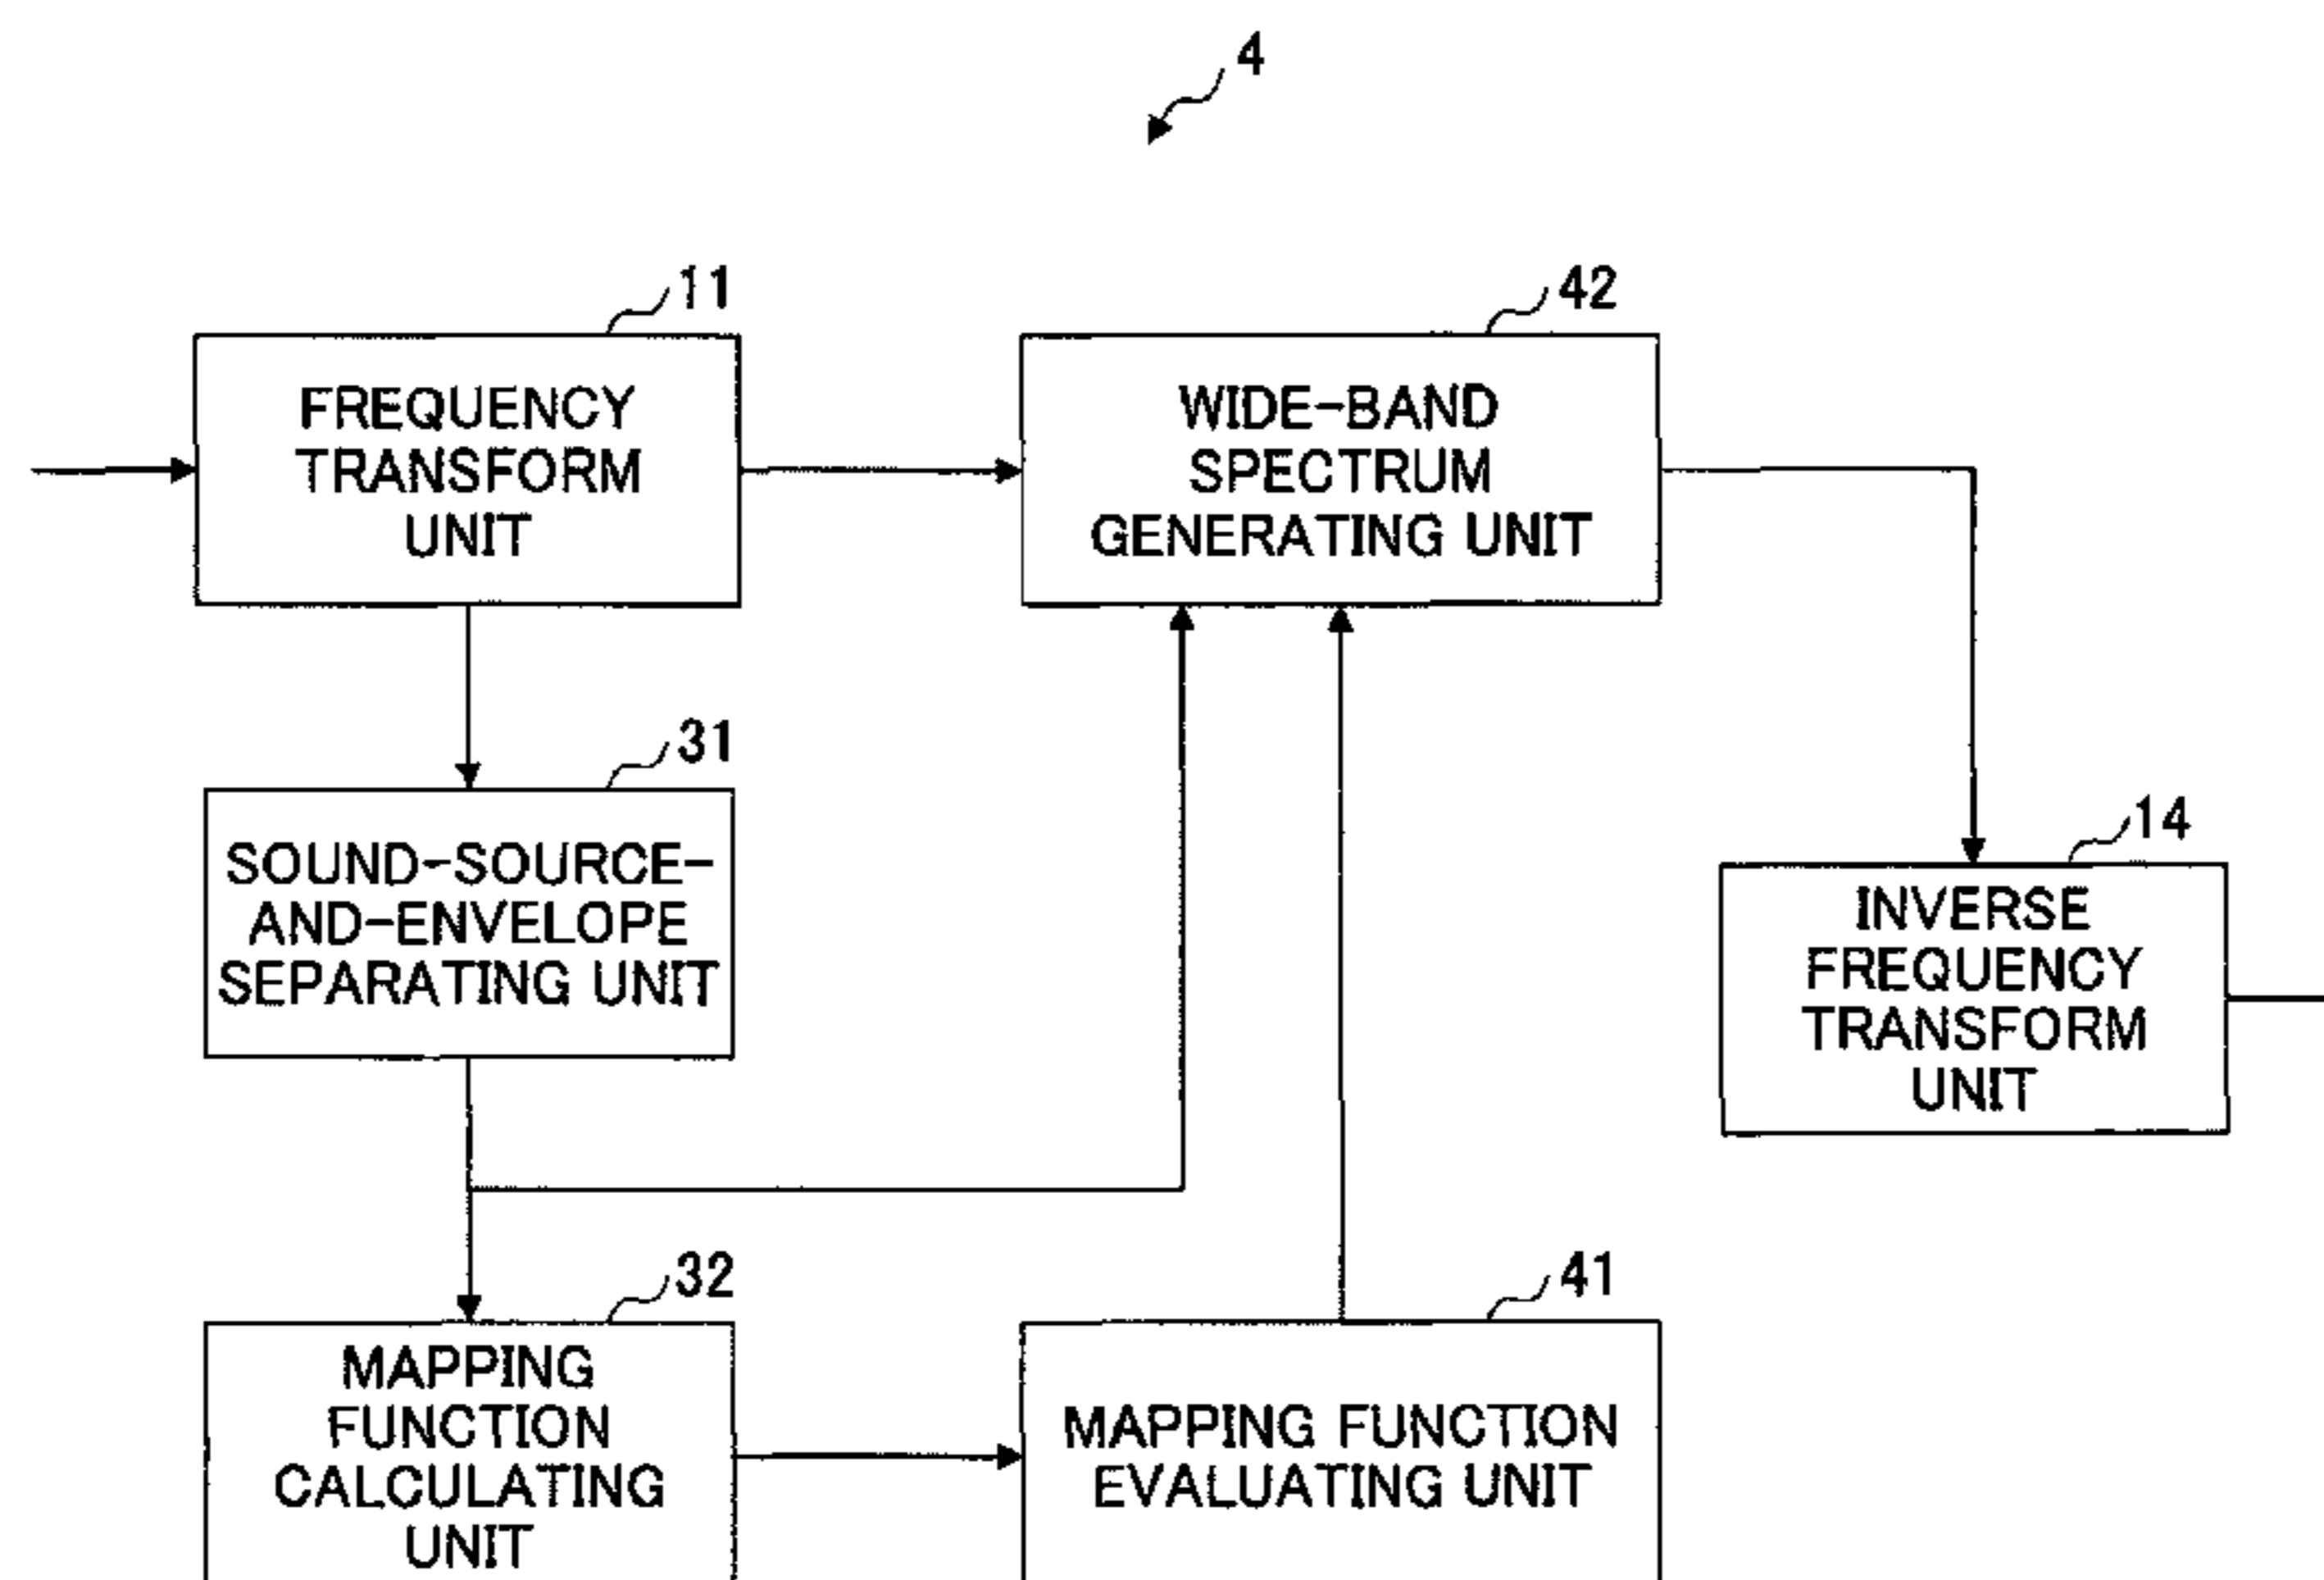 4
11
FREQUENCY
TRANSFORM
UNIT
42
WIDE-BAND
SPECTRUM
GENERATING UNIT
31
SOUND-SOURCE-
AND-ENVELOPE
SEPARATING UNIT
14
INVERSE
FREQUENCY
TRANSFORM
UNIT
32
MAPPING
FUNCTION
CALCULATING
UNIT
41
MAPPING FUNCTION
EVALUATING UNIT